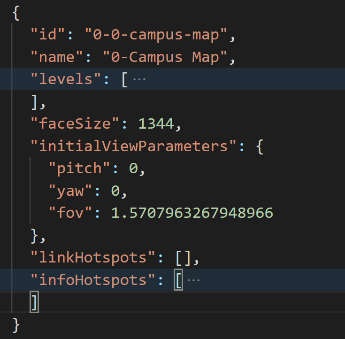 {
"id": "0-0-campus-map",
"name": "0-Campus Map",
"levels": [ ···
],
"faceSize": 1344,
"initialViewParameters": {
"pitch": 0,
"yaw": 0,
"fov": 1.5707963267948966
},
"linkHotspots": [],
"infoHotspots": [ ···
]
}